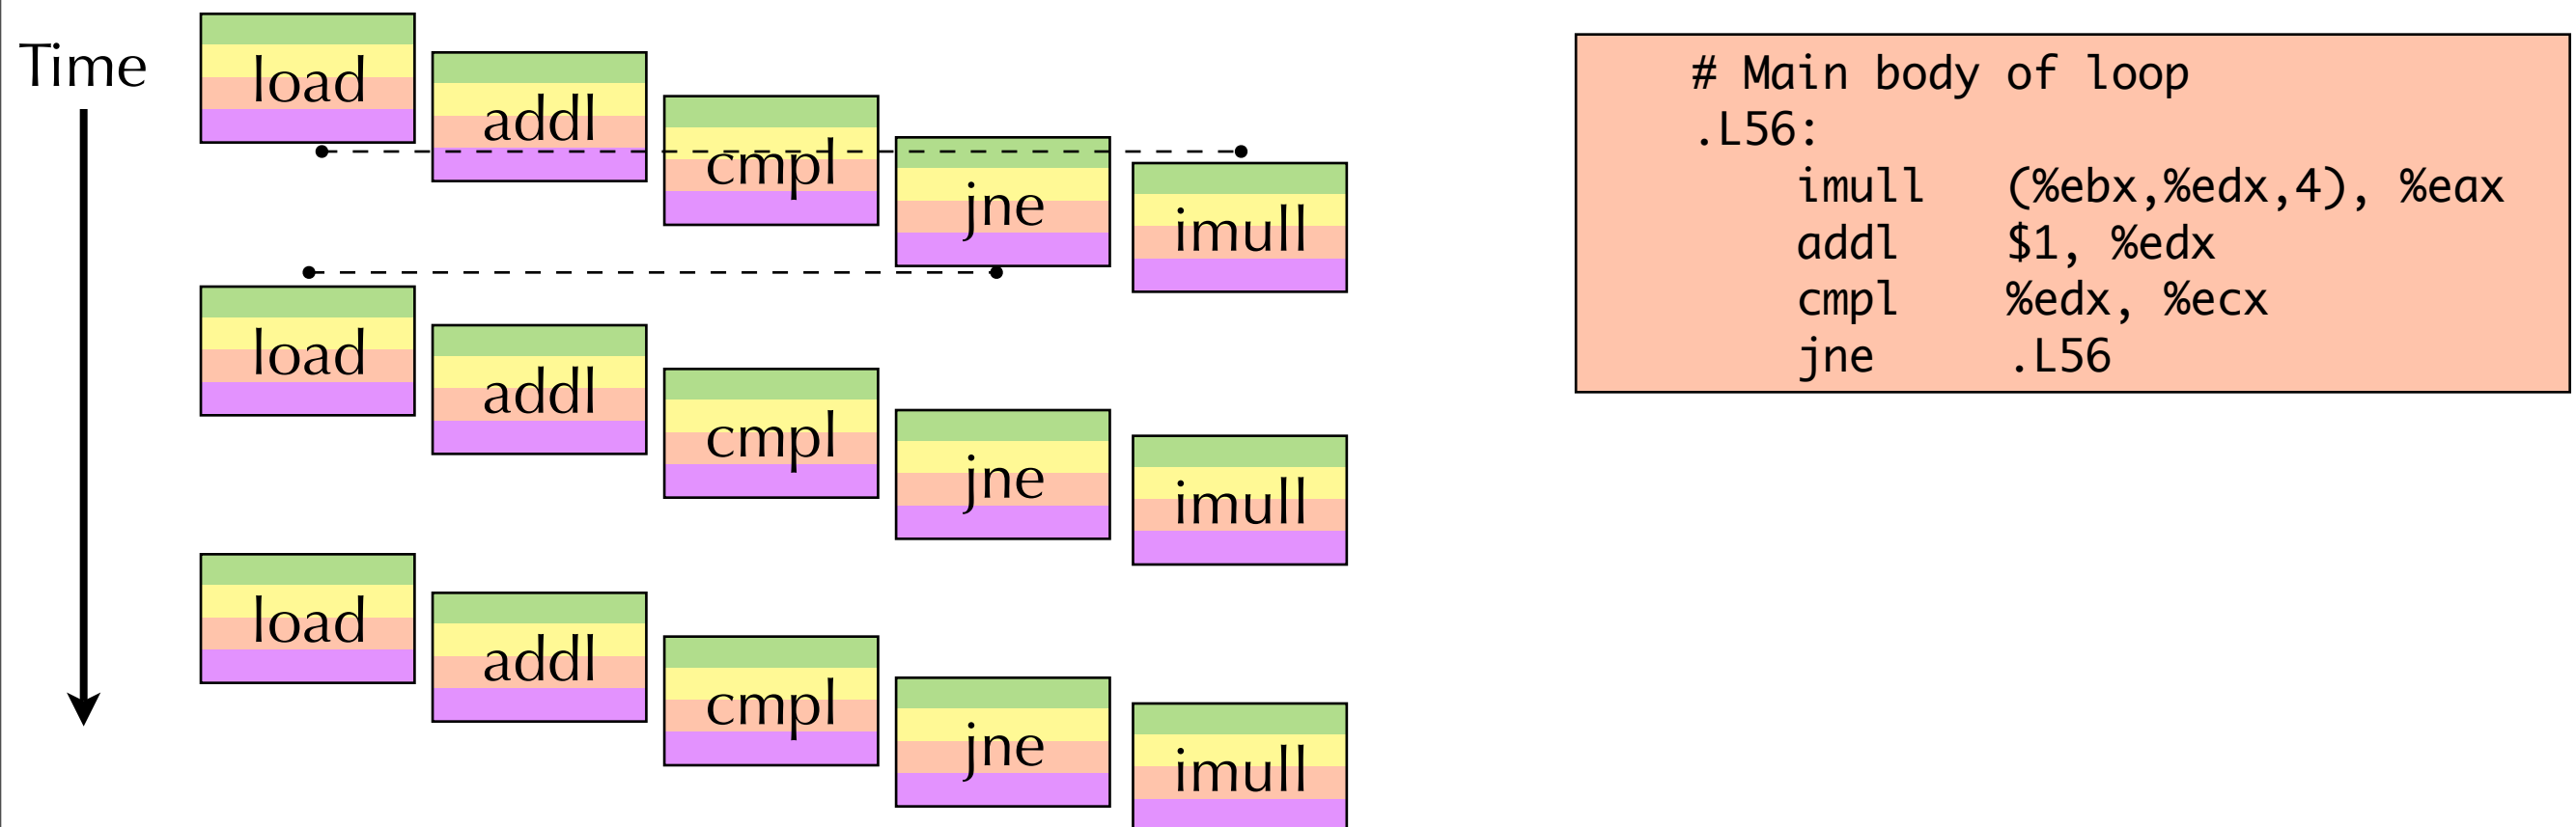 Time
load
addl
cmpl
jne
imull
load
addl
cmpl
jne
imull
load
addl
cmpl
jne
imull
# Main body of loop
.L56:
imull (%ebx,%edx,4), %eax
addl $1, %edx
cmpl %edx, %ecx
jne .L56